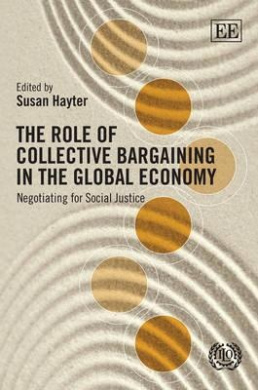 EE
Edited by
Susan Hayter
THE ROLE OF
COLLECTIVE BARGAINING
IN THE GLOBAL ECONOMY
Negotiating for Social Justice